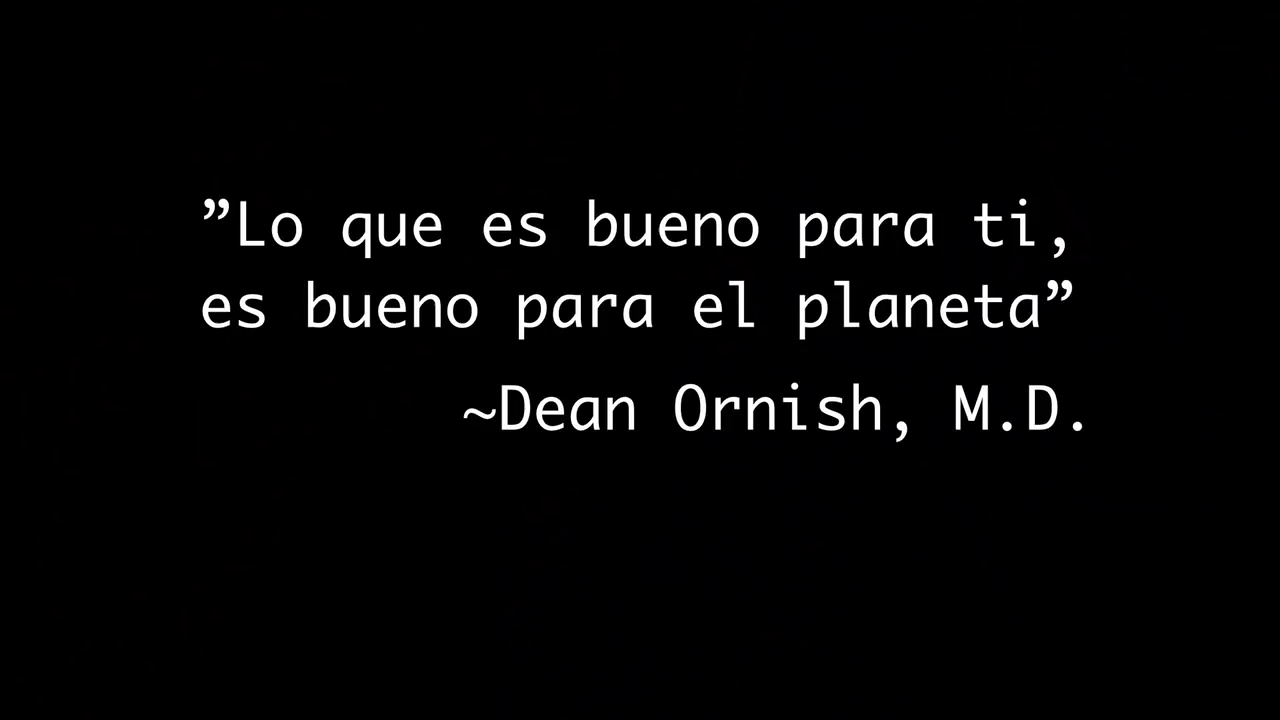 ”Lo que es bueno para ti,
es bueno para el planeta”
~Dean Ornish, M.D.